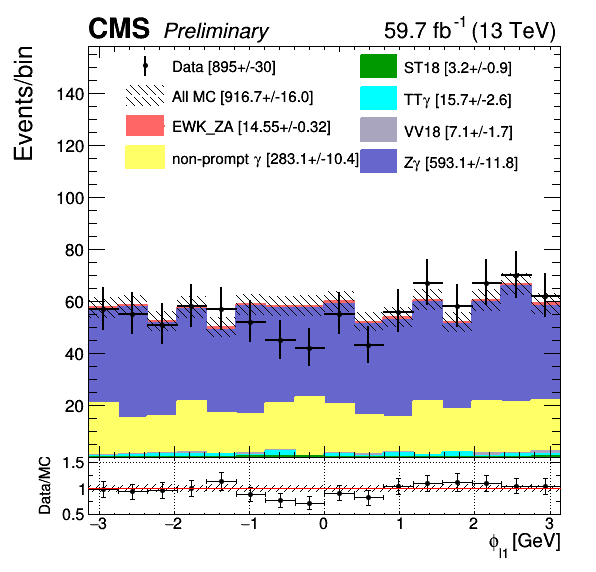 CMS Preliminary 59.7 fb⁻¹ (13 TeV)
Events/bin
Data [895+/-30]
All MC [916.7+/-16.0]
EWK_ZA [14.55+/-0.32]
non-prompt γ [283.1+/-10.4]
ST18 [3.2+/-0.9]
TTγ [15.7+/-2.6]
VV18 [7.1+/-1.7]
Zγ [593.1+/-11.8]
140
120
100
80
60
40
20
Data/MC
1.5
1
0.5
−3 −2 −1 0 1 2 3
ϕ_l1 [GeV]